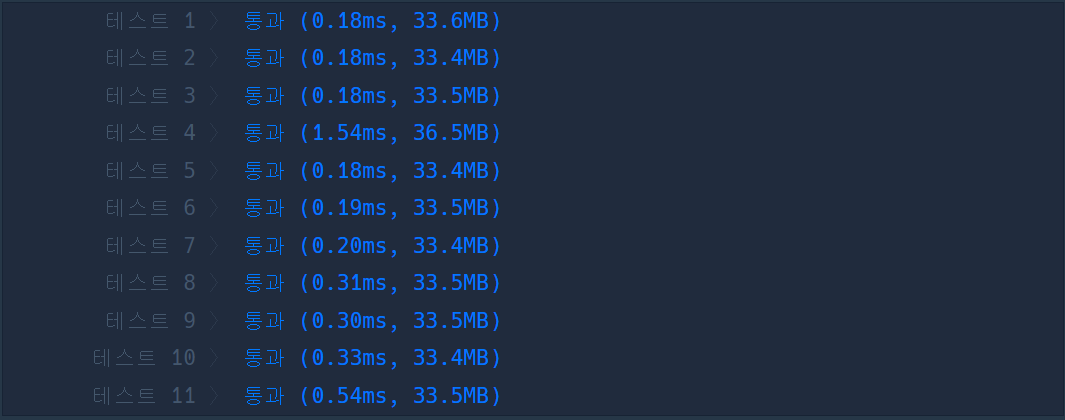 테스트 1 〉 통과 (0.18ms, 33.6MB)
테스트 2 〉 통과 (0.18ms, 33.4MB)
테스트 3 〉 통과 (0.18ms, 33.5MB)
테스트 4 〉 통과 (1.54ms, 36.5MB)
테스트 5 〉 통과 (0.18ms, 33.4MB)
테스트 6 〉 통과 (0.19ms, 33.5MB)
테스트 7 〉 통과 (0.20ms, 33.4MB)
테스트 8 〉 통과 (0.31ms, 33.5MB)
테스트 9 〉 통과 (0.30ms, 33.5MB)
테스트 10 〉 통과 (0.33ms, 33.4MB)
테스트 11 〉 통과 (0.54ms, 33.5MB)